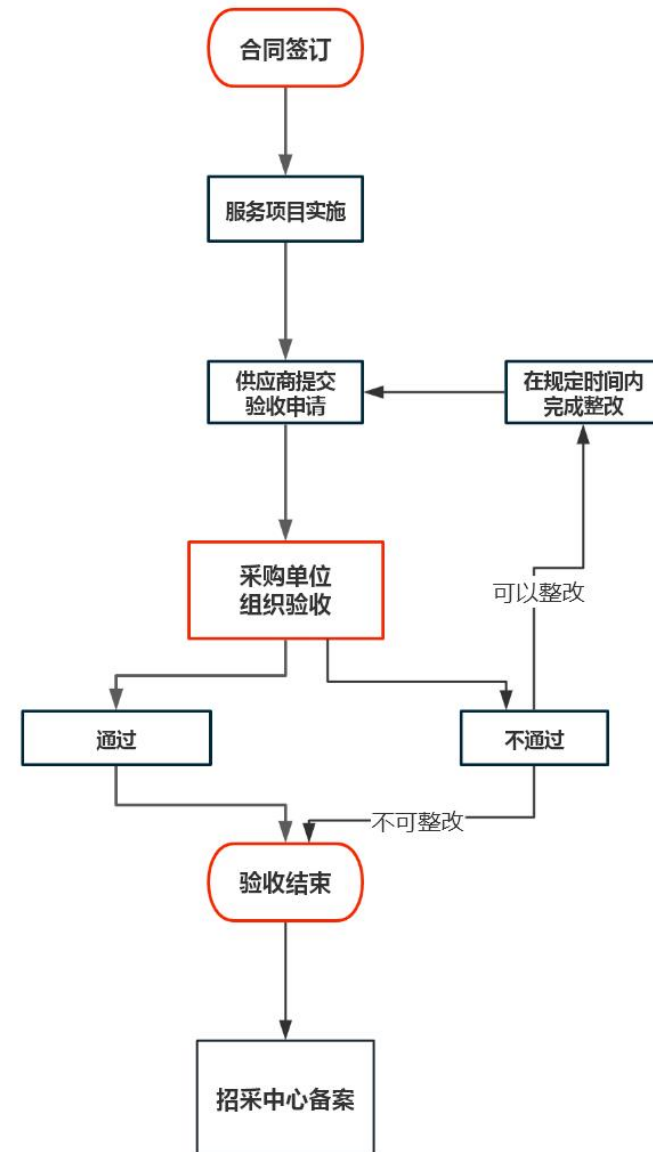 合同签订
服务项目实施
供应商提交
验收申请
在规定时间内
完成整改
采购单位
组织验收
可以整改
通过
不通过
不可整改
验收结束
招采中心备案